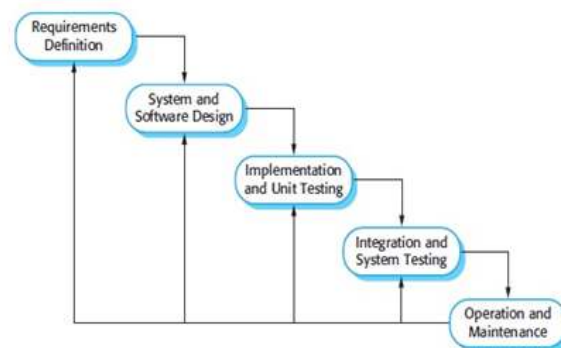 Requirements
Definition
System and
Software Design
Implementation
and Unit Testing
Integration and
System Testing
Operation and
Maintenance